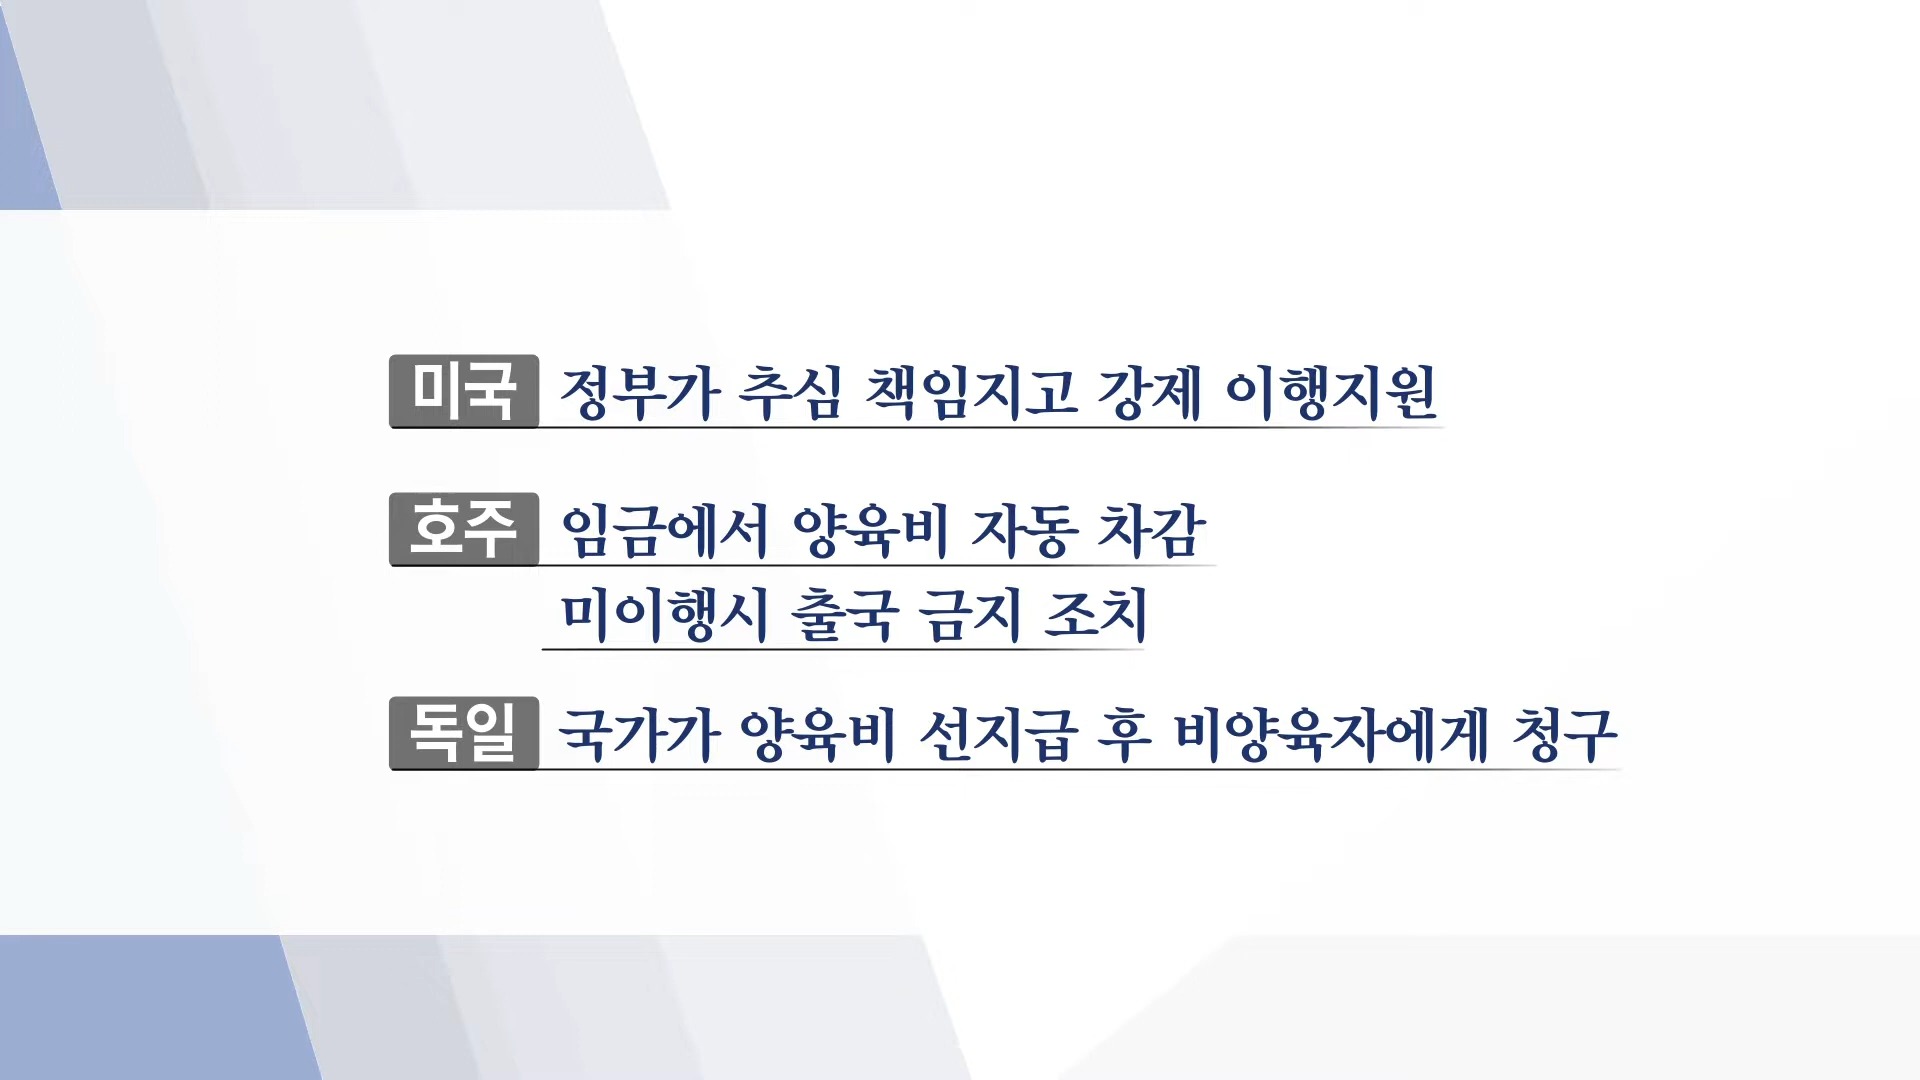 미국 정부가 추심 책임지고 강제 이행지원
호주 임금에서 양육비 자동 차감
미이행시 출국 금지 조치
독일 국가가 양육비 선지급 후 비양육자에게 청구